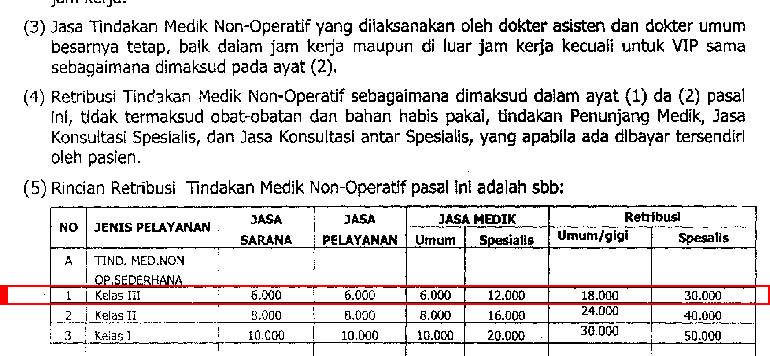 jam kerja.
(3) Jasa Tindakan Medik Non-Operatif yang dilaksanakan oleh dokter asisten dan dokter umum
besarnya tetap, baik dalam jam kerja maupun di luar jam kerja kecuali untuk VIP sama
sebagaimana dimaksud pada ayat (2).
(4) Retribusi Tindakan Medik Non-Operatif sebagaimana dimaksud dalam ayat (1) da (2) pasal
ini, tidak termaksud obat-obatan dan bahan habis pakai, tindakan Penunjang Medik, Jasa
Konsultasi Spesialis, dan Jasa Konsultasi antar Spesialis, yang apabila ada dibayar tersendiri
oleh pasien.
(5) Rincian Retribusi Tindakan Medik Non-Operatif pasal ini adalah sbb:
NO JENIS PELAYANAN JASA SARANA JASA PELAYANAN JASA MEDIK Retribusi
Umum Spesialis Umum/gigi Spesalis
A TIND. MED.NON
OP.SEDERHANA
1 Kelas III 6.000 6.000 6.000 12.000 18.000 30.000
2 Kelas II 8.000 8.000 8.000 16.000 24.000 40.000
3 Kelas I 10.000 10.000 10.000 20.000 30.000 50.000